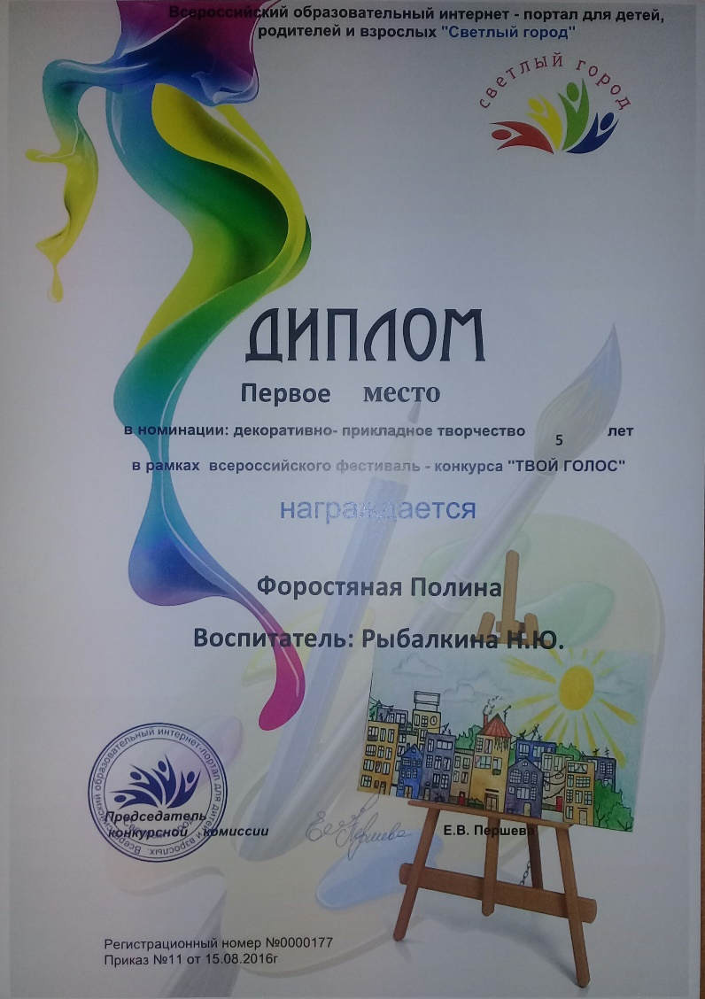 Всероссийский образовательный интернет - портал для детей,
родителей и взрослых "Светлый город"
светлый город
ДИПЛОМ
Первое место
в номинации: декоративно- прикладное творчество 5 лет
в рамках всероссийского фестиваль - конкурса "ТВОЙ ГОЛОС"
награждается
Форостяная Полина
Воспитатель: Рыбалкина Н.Ю.
Всероссийский образовательный интернет-портал для детей и взрослых
Председатель
конкурсной комиссии
Е.В. Першева
Регистрационный номер №0000177
Приказ №11 от 15.08.2016г